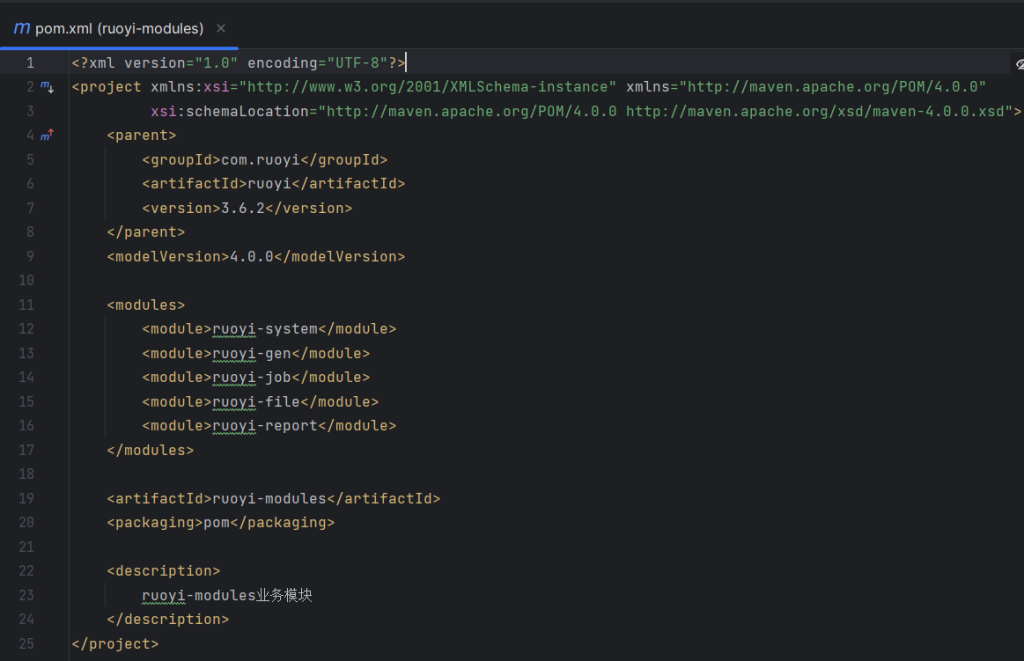 m pom.xml (ruoyi-modules) ×
1 <?xml version="1.0" encoding="UTF-8"?>
2 <project xmlns:xsi="http://www.w3.org/2001/XMLSchema-instance" xmlns="http://maven.apache.org/POM/4.0.0"
3 xsi:schemaLocation="http://maven.apache.org/POM/4.0.0 http://maven.apache.org/xsd/maven-4.0.0.xsd">
4 <parent>
5 <groupId>com.ruoyi</groupId>
6 <artifactId>ruoyi</artifactId>
7 <version>3.6.2</version>
8 </parent>
9 <modelVersion>4.0.0</modelVersion>
10
11 <modules>
12 <module>ruoyi-system</module>
13 <module>ruoyi-gen</module>
14 <module>ruoyi-job</module>
15 <module>ruoyi-file</module>
16 <module>ruoyi-report</module>
17 </modules>
18
19 <artifactId>ruoyi-modules</artifactId>
20 <packaging>pom</packaging>
21
22 <description>
23 ruoyi-modules业务模块
24 </description>
25 </project>